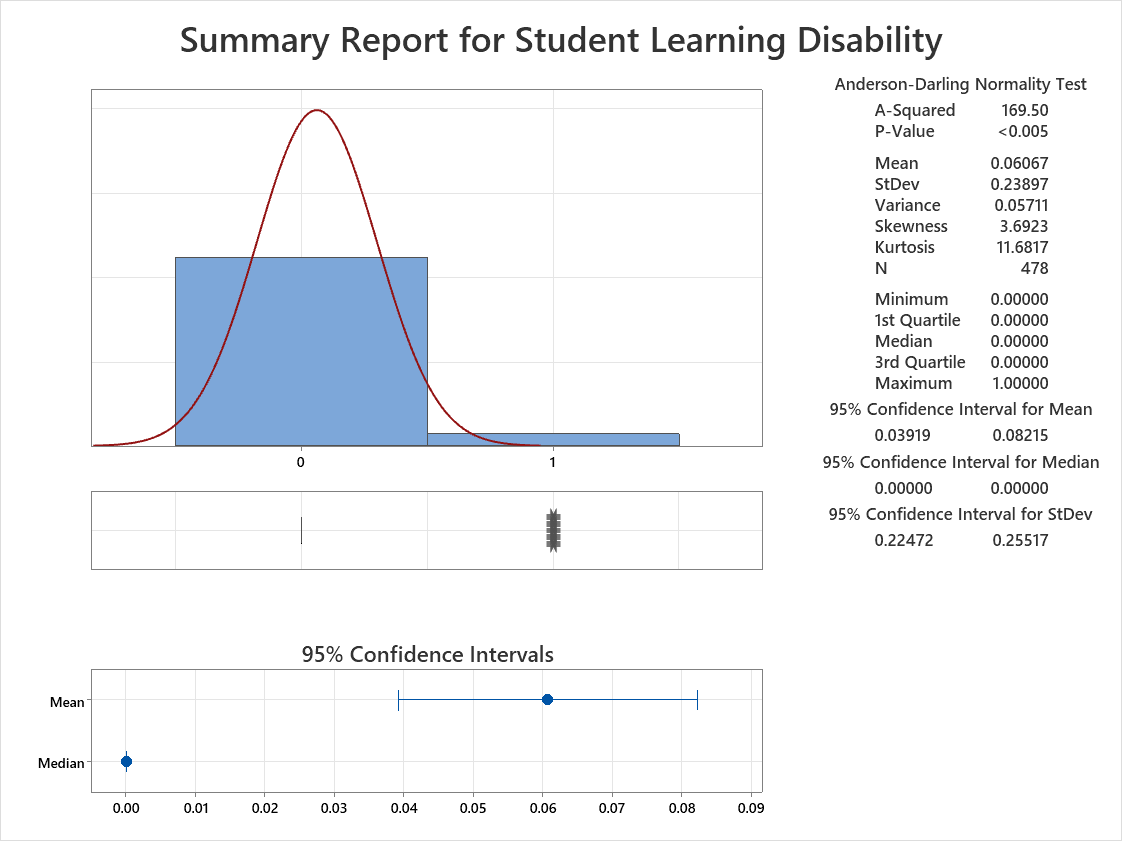 Summary Report for Student Learning Disability
0 1
95% Confidence Intervals
Mean
Median
0.00 0.01 0.02 0.03 0.04 0.05 0.06 0.07 0.08 0.09
Anderson-Darling Normality Test
A-Squared 169.50
P-Value <0.005
Mean 0.06067
StDev 0.23897
Variance 0.05711
Skewness 3.6923
Kurtosis 11.6817
N 478
Minimum 0.00000
1st Quartile 0.00000
Median 0.00000
3rd Quartile 0.00000
Maximum 1.00000
95% Confidence Interval for Mean
0.03919 0.08215
95% Confidence Interval for Median
0.00000 0.00000
95% Confidence Interval for StDev
0.22472 0.25517